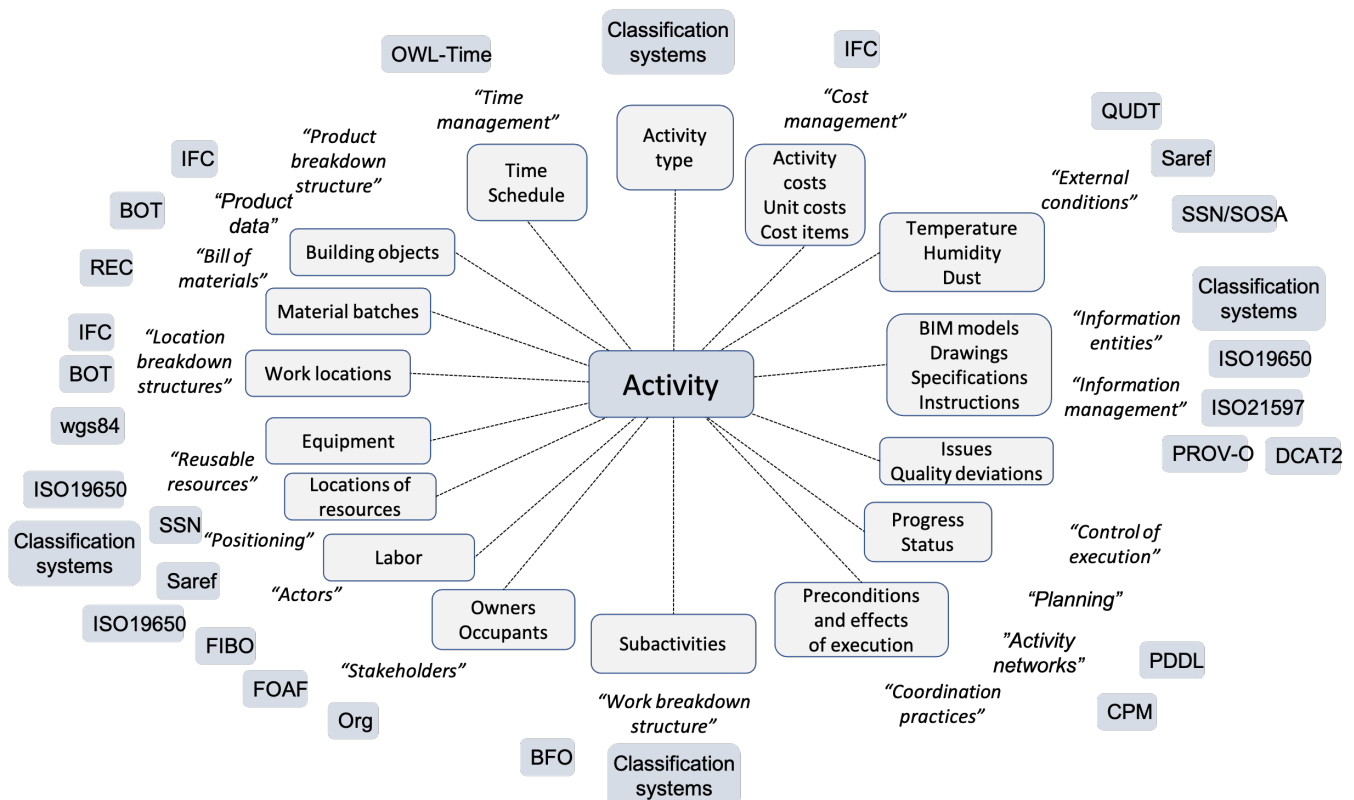 Classification
systems
OWL-Time
IFC
“Time
management”
“Cost
management”
QUDT
Activity
type
“Product
breakdown
structure”
Time
Schedule
Activity
costs
Unit costs
Cost items
IFC
Saref
“External
conditions”
BOT
“Product
data”
SSN/SOSA
Building objects
Temperature
Humidity
Dust
REC
“Bill of
materials”
Material batches
Classification
systems
IFC
“Location
breakdown
structures”
BOT
Work locations
BIM models
Drawings
Specifications
Instructions
“Information
entities”
ISO19650
Activity
“Information
management”
ISO21597
wgs84
Equipment
Issues
Quality deviations
PROV-O
DCAT2
“Reusable
resources”
ISO19650
Locations of
resources
Progress
Status
SSN
“Positioning”
Classification
systems
Labor
“Control of
execution”
Saref
“Actors”
Owners
Occupants
Preconditions
and effects
of execution
“Planning”
ISO19650
FIBO
Subactivities
”Activity
networks”
PDDL
“Stakeholders”
FOAF
“Work breakdown
structure”
“Coordination
practices”
CPM
Org
BFO
Classification
systems